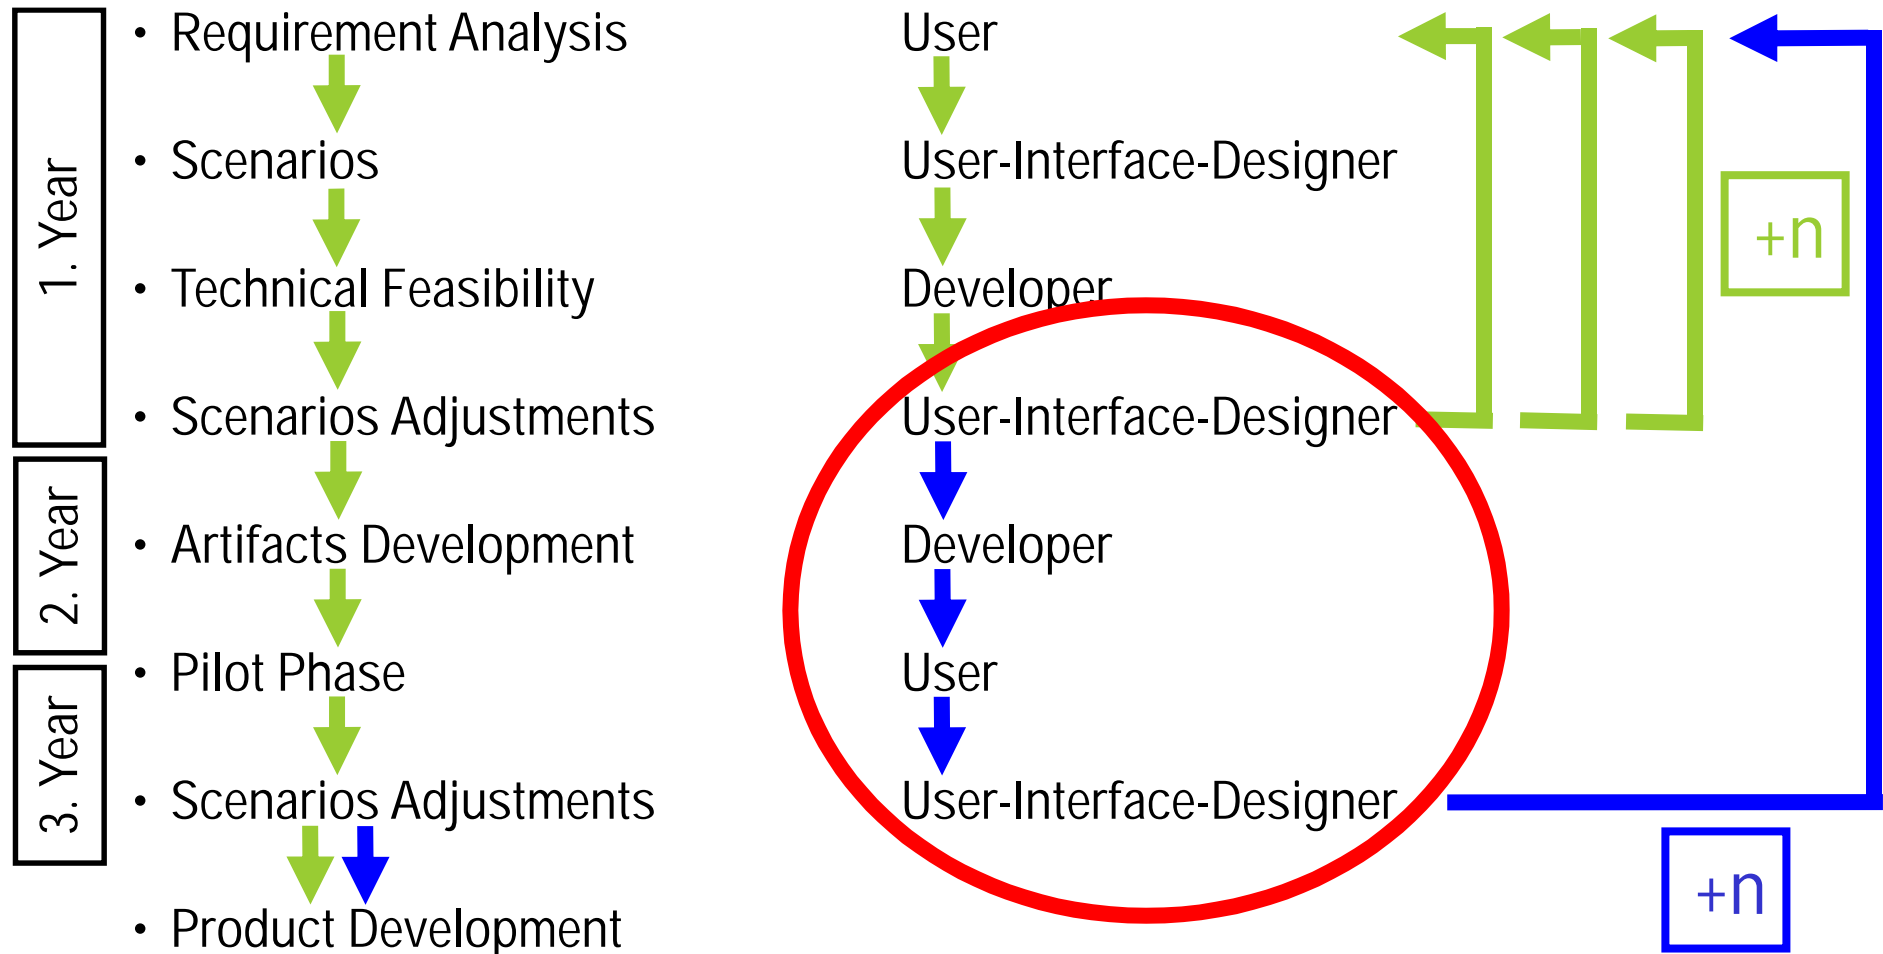 1. Year
• Requirement Analysis User
• Scenarios User-Interface-Designer
+n
• Technical Feasibility Developer
• Scenarios Adjustments User-Interface-Designer
2. Year
• Artifacts Development Developer
• Pilot Phase User
3. Year
• Scenarios Adjustments User-Interface-Designer
+n
• Product Development